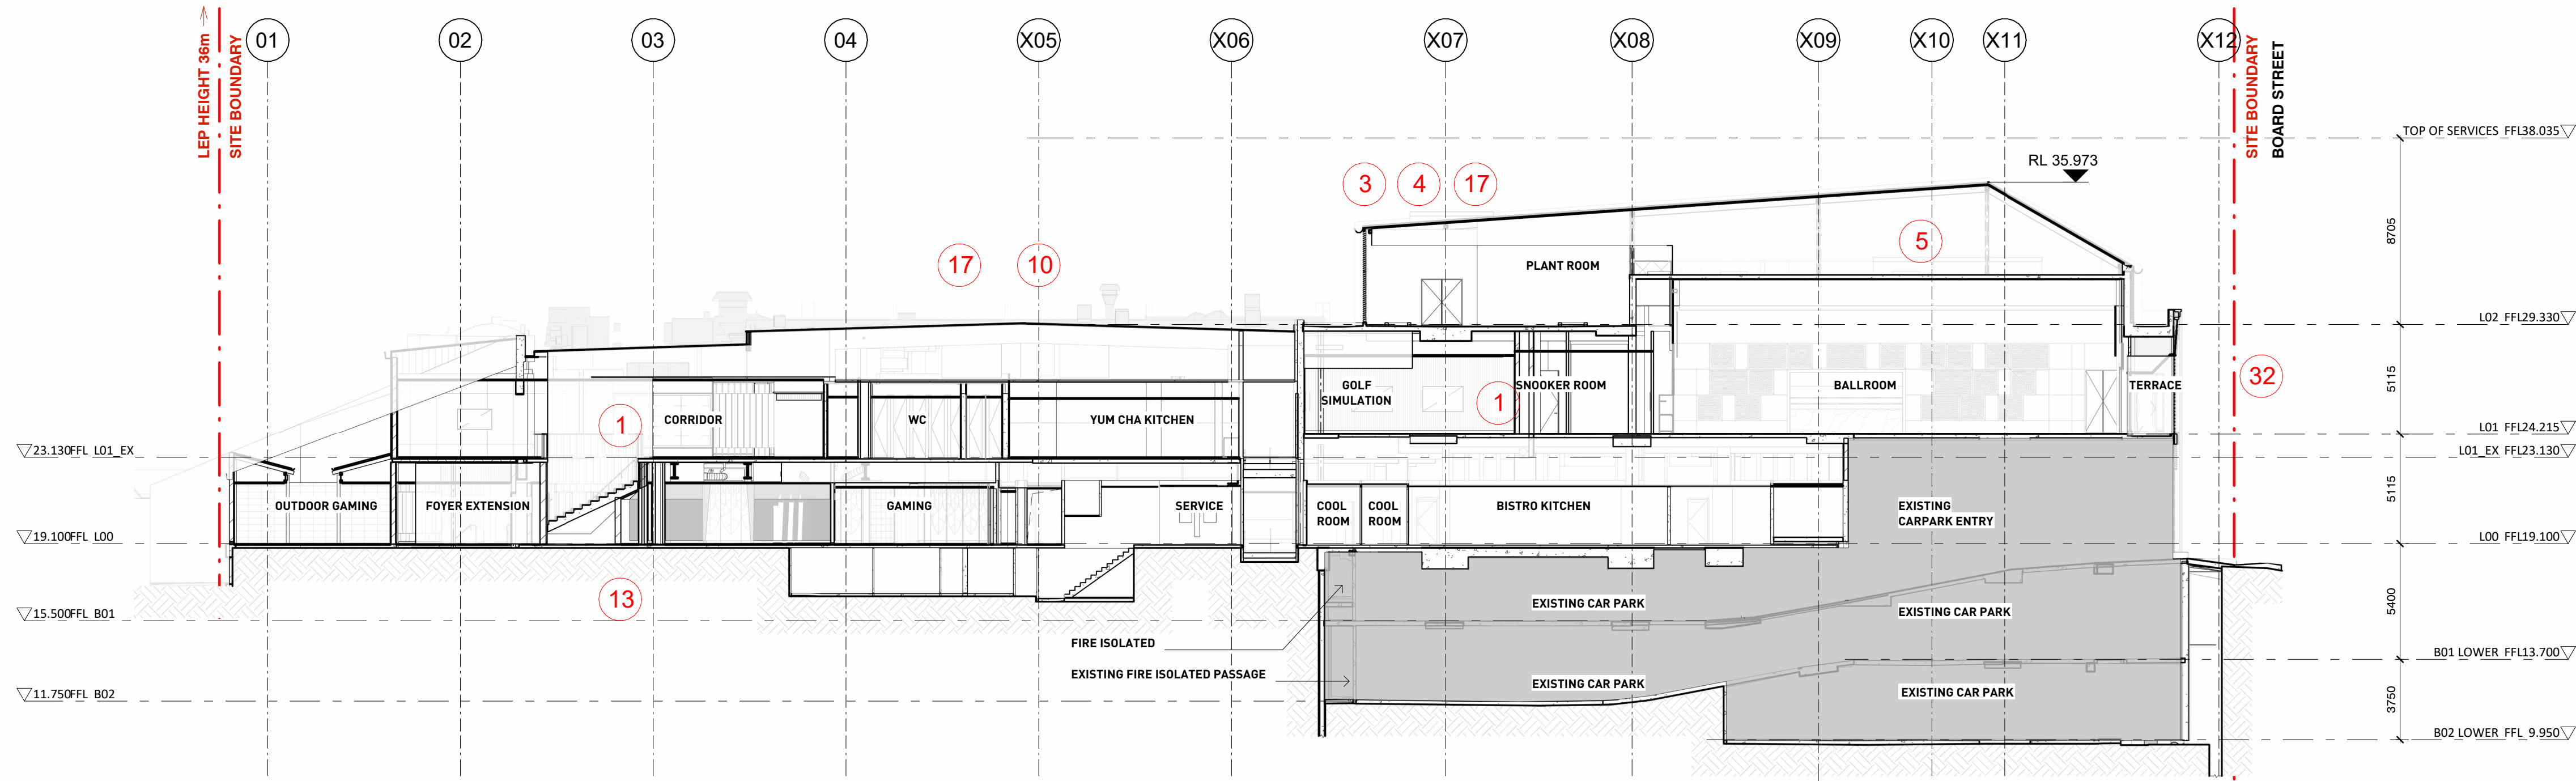 01
02
03
04
X05
X06
X07
X08
X09
X10
X11
X12
LEP HEIGHT 36m
SITE BOUNDARY
SITE BOUNDARY
BOARD STREET
TOP OF SERVICES FFL38.035
RL 35.973
3
4
17
8705
5
17
10
PLANT ROOM
L02 FFL29.330
GOLF
SIMULATION
SNOOKER ROOM
BALLROOM
TERRACE
32
5115
1
1
CORRIDOR
WC
YUM CHA KITCHEN
L01 FFL24.215
23.130FFL L01_EX
L01_EX FFL23.130
5115
OUTDOOR GAMING
FOYER EXTENSION
GAMING
SERVICE
COOL
ROOM
COOL
ROOM
BISTRO KITCHEN
EXISTING
CARPARK ENTRY
19.100FFL L00
L00 FFL19.100
13
EXISTING CAR PARK
EXISTING CAR PARK
5400
15.500FFL B01
FIRE ISOLATED
B01 LOWER FFL13.700
EXISTING FIRE ISOLATED PASSAGE
EXISTING CAR PARK
EXISTING CAR PARK
11.750FFL B02
3750
B02 LOWER FFL 9.950